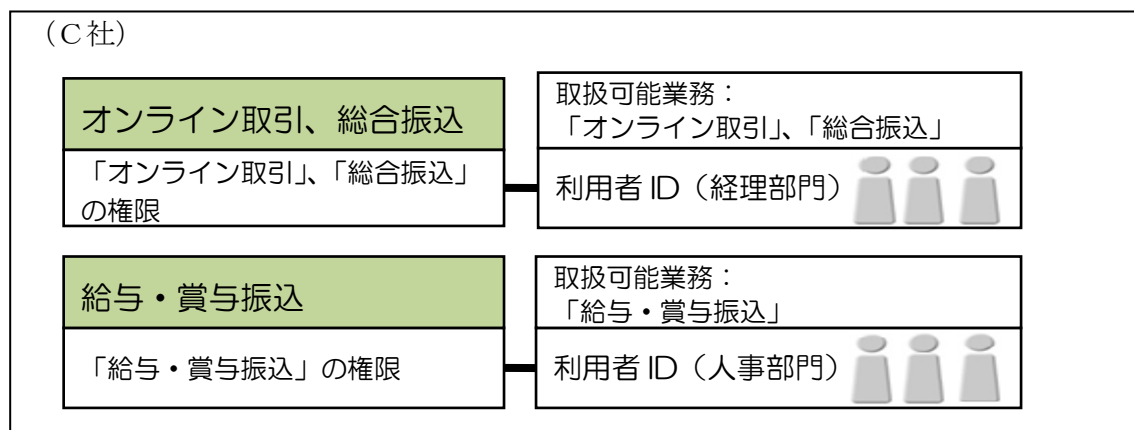 （C社）
オンライン取引、総合振込
「オンライン取引」、「総合振込」
の権限
取扱可能業務：
「オンライン取引」、「総合振込」
利用者 ID（経理部門）
給与・賞与振込
「給与・賞与振込」の権限
取扱可能業務：
「給与・賞与振込」
利用者 ID（人事部門）